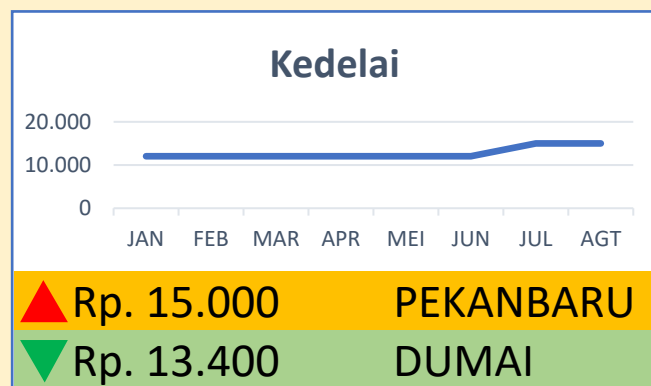 Kedelai
20.000
10.000
0
JAN FEB MAR APR MEI JUN JUL AGT
Rp. 15.000 PEKANBARU
Rp. 13.400 DUMAI